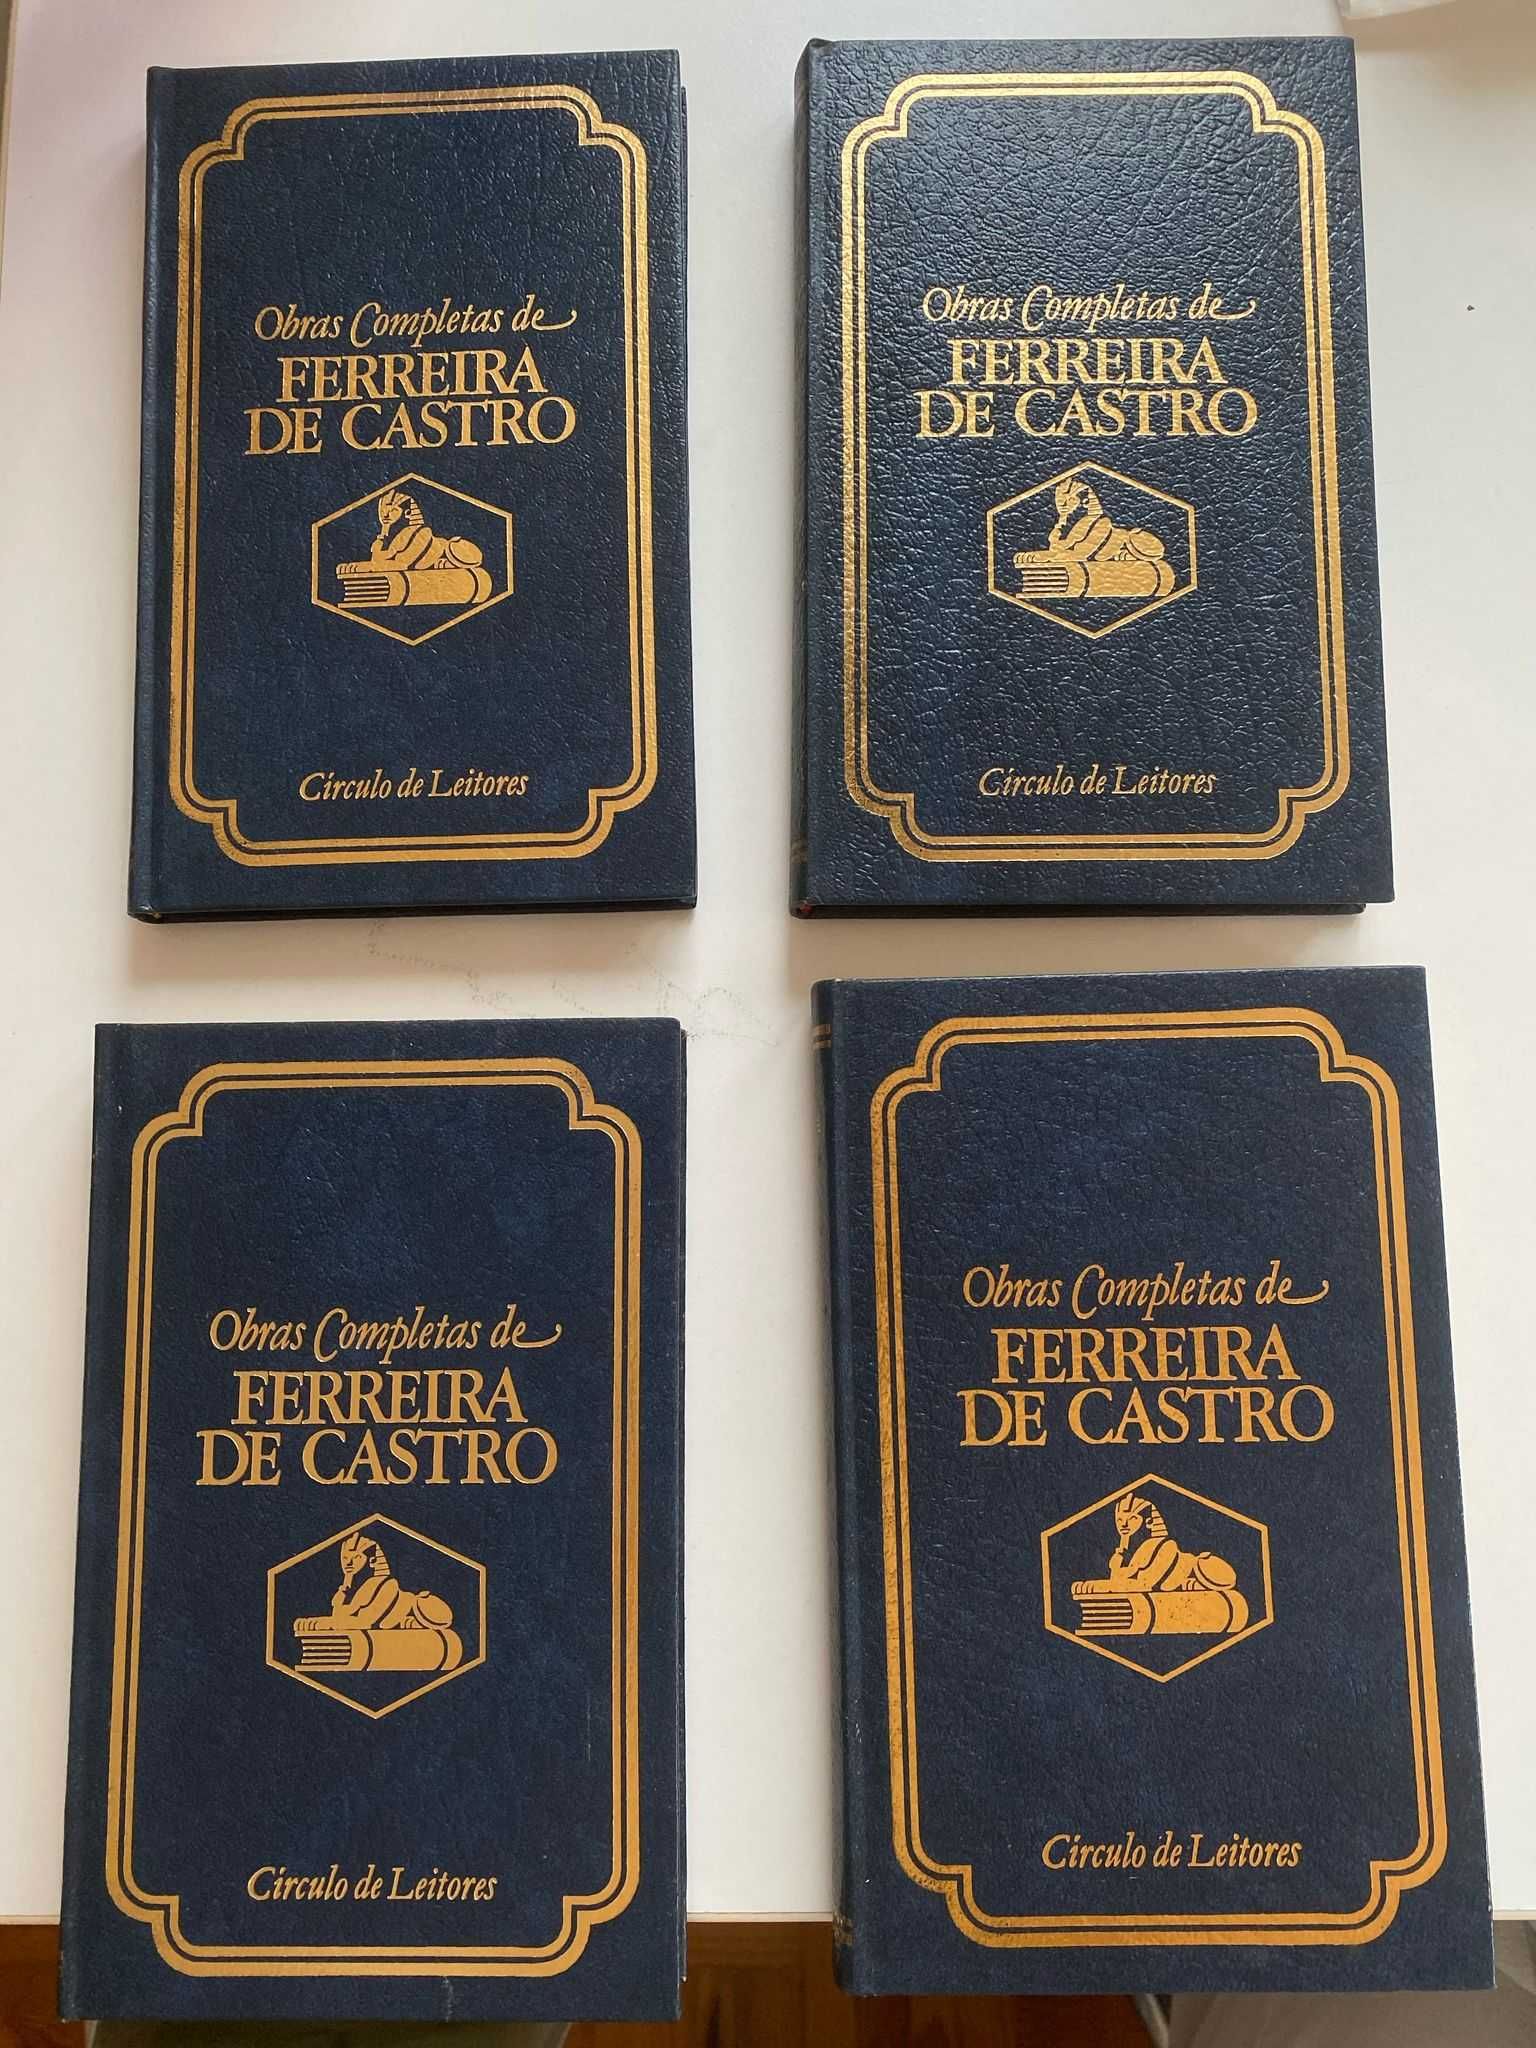 Obras Completas de
FERREIRA
DE CASTRO
Círculo de Leitores
Obras Completas de
FERREIRA
DE CASTRO
Círculo de Leitores
Obras Completas de
FERREIRA
DE CASTRO
Círculo de Leitores
Obras Completas de
FERREIRA
DE CASTRO
Círculo de Leitores